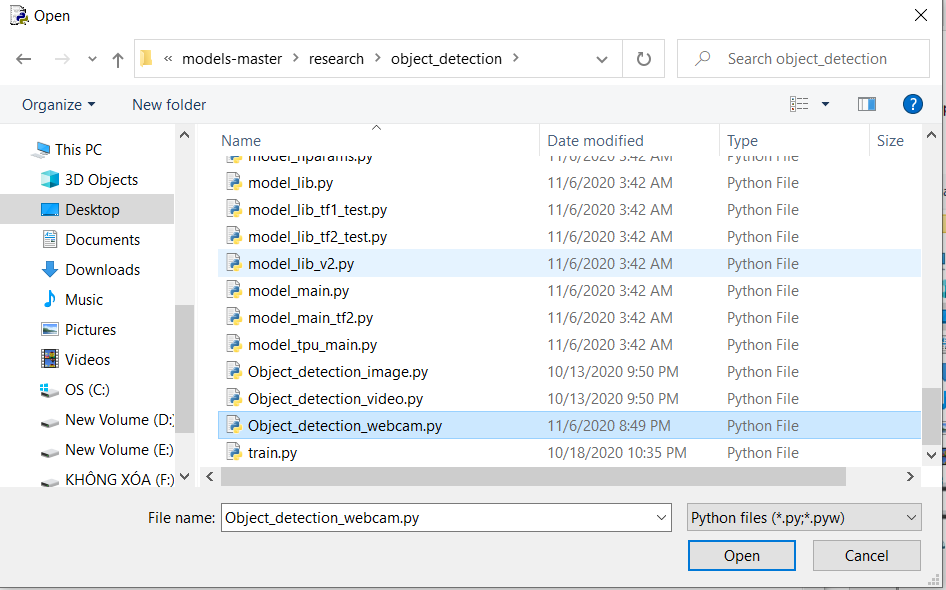 Open
« models-master > research > object_detection >
Search object_detection
Organize
New folder
?
Name
Date modified
Type
Size
This PC
3D Objects
Desktop
Documents
Downloads
Music
Pictures
Videos
OS (C:)
New Volume (D:)
New Volume (E:)
KHÔNG XÓA (F:)
model_hparams.py 11/6/2020 3:42 AM Python File
model_lib.py 11/6/2020 3:42 AM Python File
model_lib_tf1_test.py 11/6/2020 3:42 AM Python File
model_lib_tf2_test.py 11/6/2020 3:42 AM Python File
model_lib_v2.py 11/6/2020 3:42 AM Python File
model_main.py 11/6/2020 3:42 AM Python File
model_main_tf2.py 11/6/2020 3:42 AM Python File
model_tpu_main.py 11/6/2020 3:42 AM Python File
Object_detection_image.py 10/13/2020 9:50 PM Python File
Object_detection_video.py 10/13/2020 9:50 PM Python File
Object_detection_webcam.py 11/6/2020 8:49 PM Python File
train.py 10/18/2020 10:35 PM Python File
File name: Object_detection_webcam.py
Python files (*.py;*.pyw)
Open
Cancel